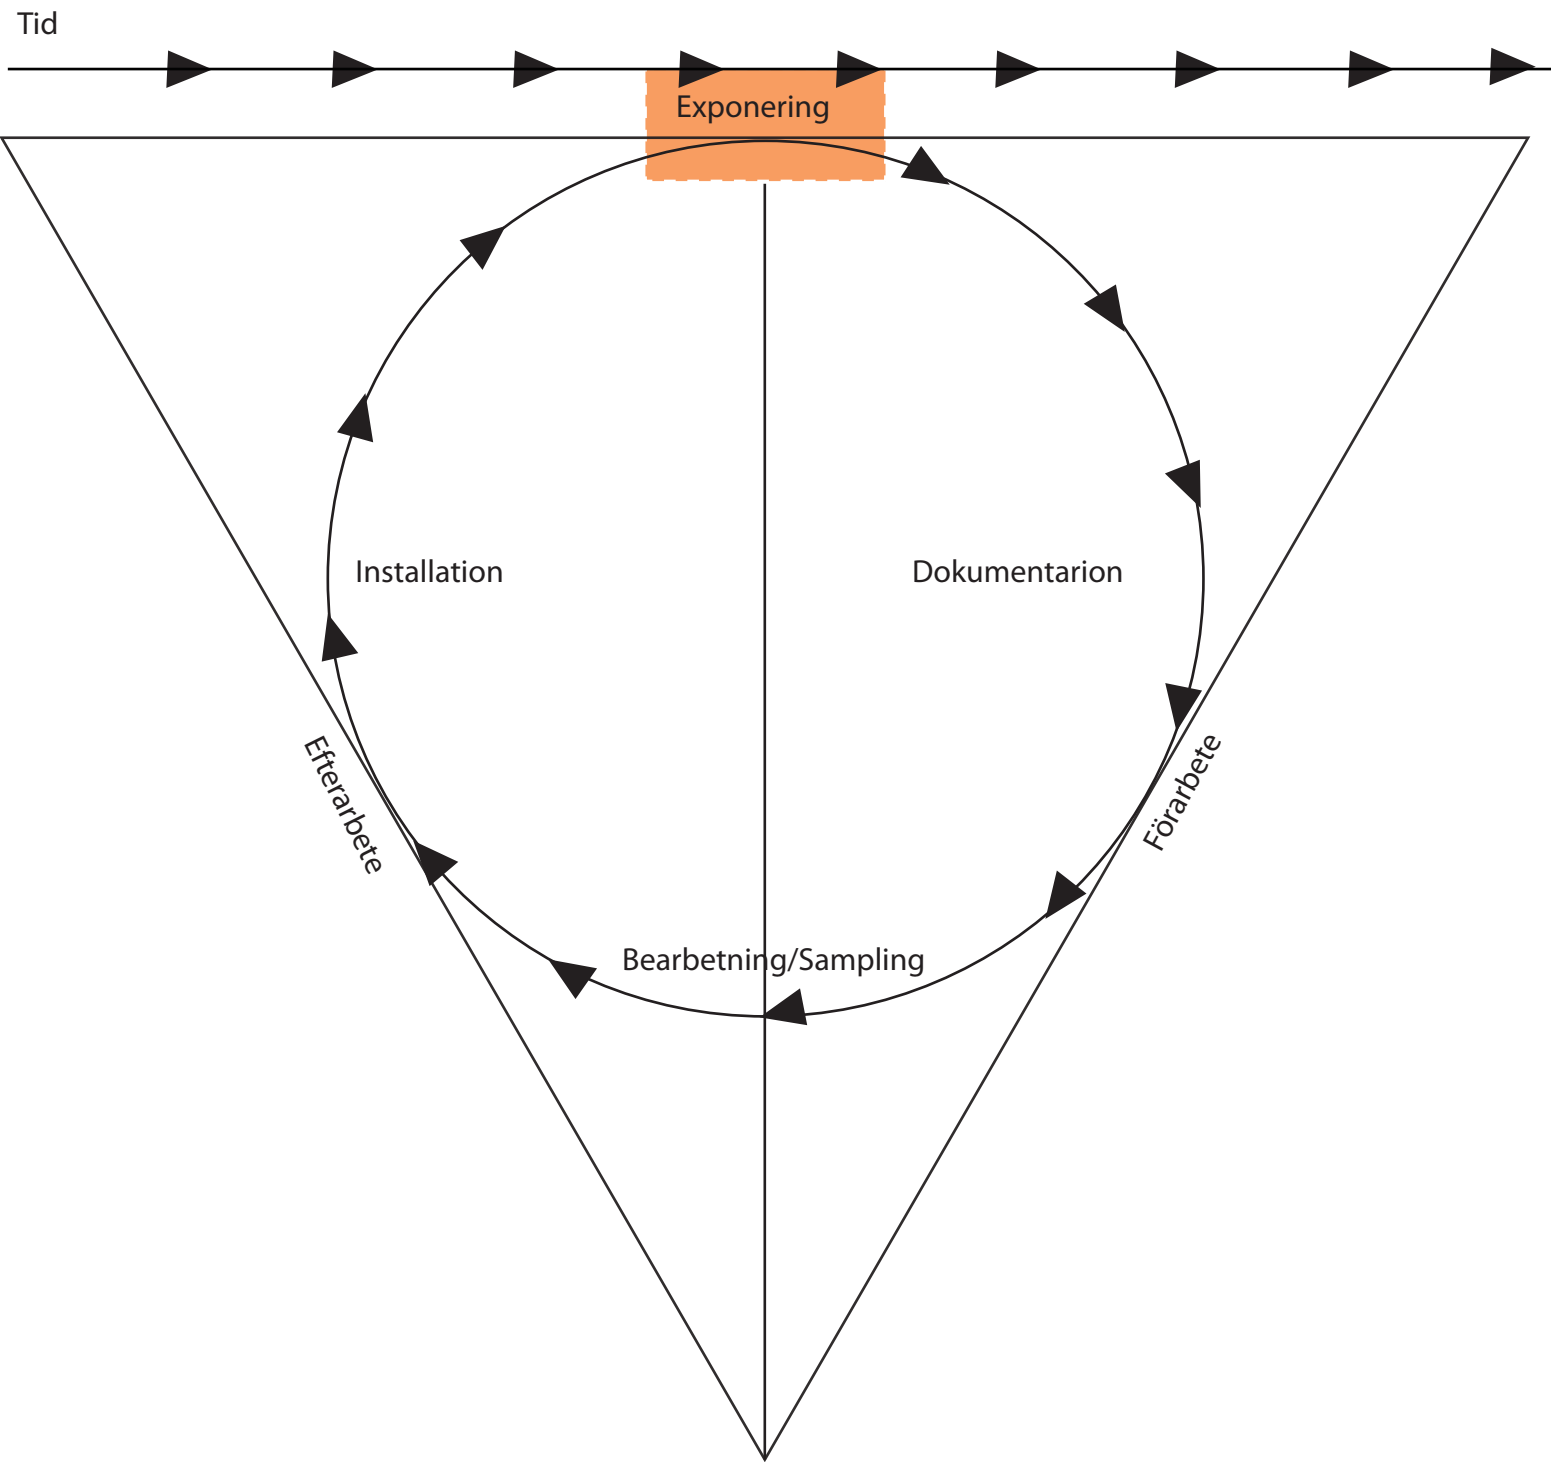 Tid
Exponering
Installation
Dokumentarion
Efterarbete
Förarbete
Bearbetning/Sampling